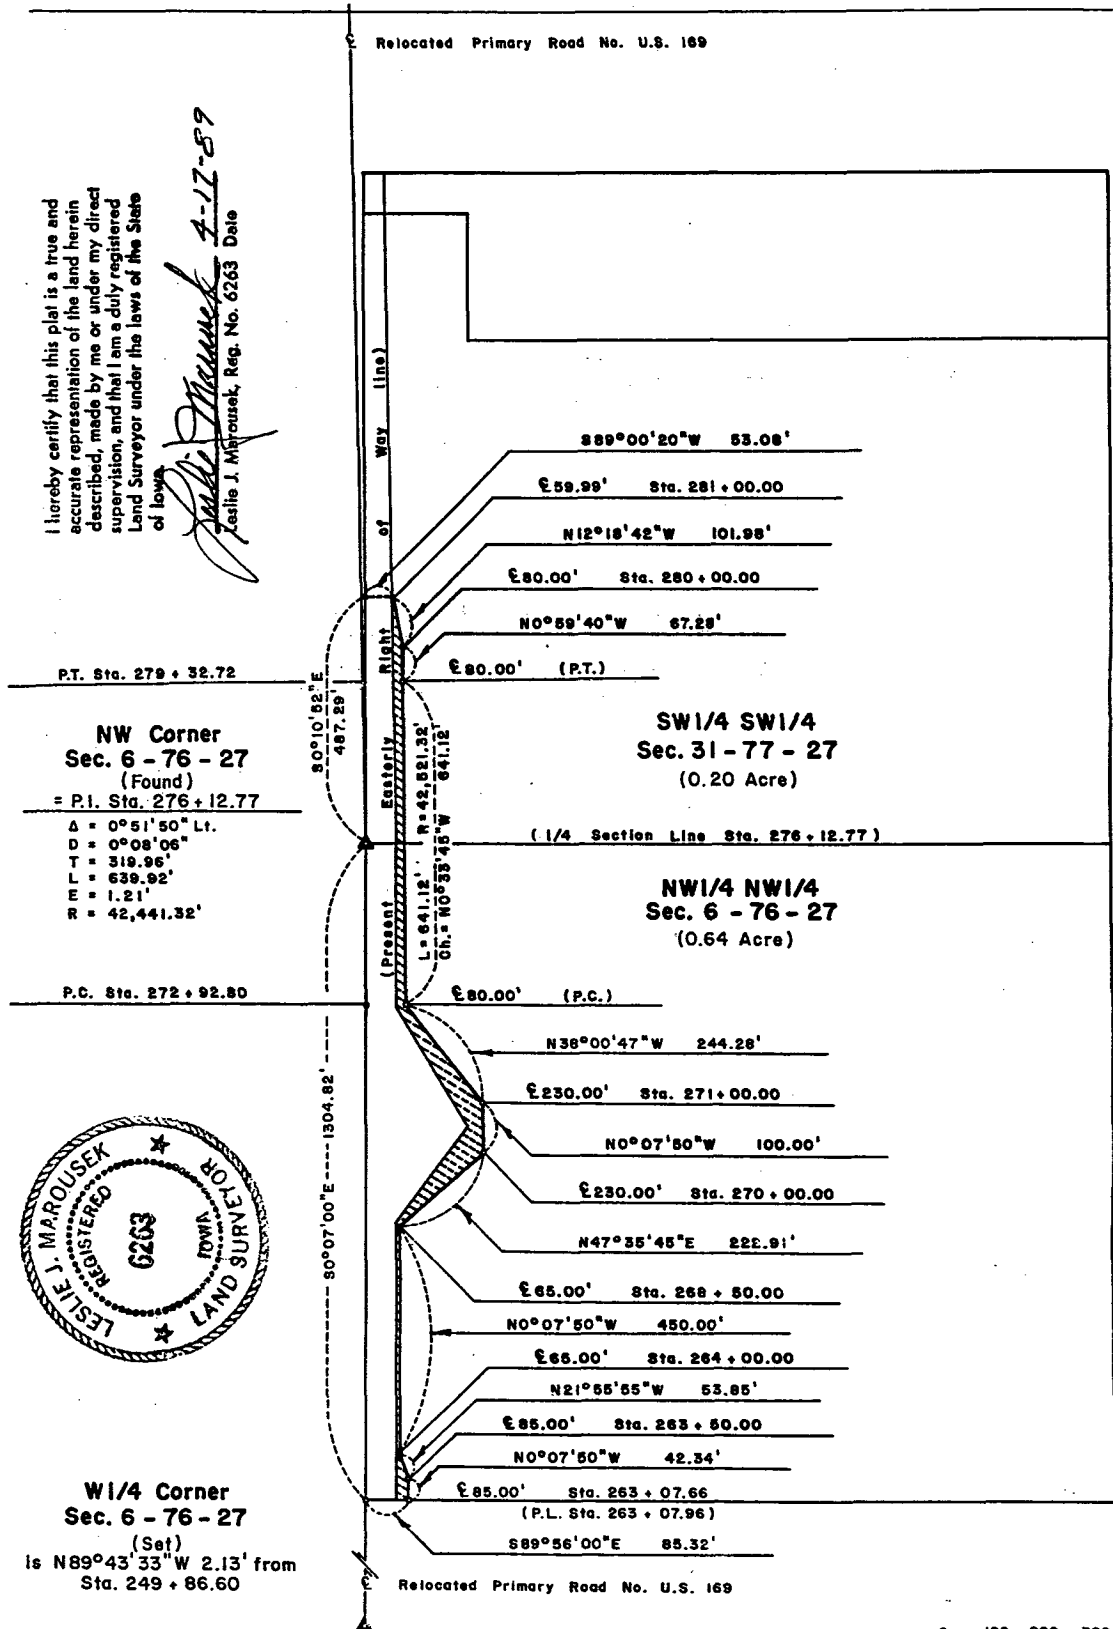 ℄ Relocated Primary Road No. U.S. 169
I hereby certify that this plat is a true and
accurate representation of the land herein
described, made by me or under my direct
supervision, and that I am a duly registered
Land Surveyor under the laws of the State
of Iowa.
Leslie J. Marousek 4-17-89
Leslie J. Marousek, Reg. No. 6263 Date
(Present Easterly Right of Way line)
S89°00'20"W 53.08'
℄59.99' Sta. 281+00.00
N12°18'42"W 101.98'
℄80.00' Sta. 280+00.00
N0°59'40"W 67.28'
℄80.00' (P.T.)
P.T. Sta. 279 + 32.72
S0°10'52"E
487.29'
NW Corner
Sec. 6-76-27
(Found)
= P.I. Sta. 276+12.77
Δ = 0°51'50" Lt.
D = 0°08'06"
T = 319.96'
L = 639.92'
E = 1.21'
R = 42,441.32'
L = 641.12' R = 42,521.32'
Ch. = N0°33'45"W 641.12'
SW1/4 SW1/4
Sec. 31-77-27
(0.20 Acre)
(1/4 Section Line Sta. 276+12.77)
NW1/4 NW1/4
Sec. 6-76-27
(0.64 Acre)
P.C. Sta. 272+92.80
℄80.00' (P.C.)
N38°00'47"W 244.28'
℄230.00' Sta. 271+00.00
N0°07'50"W 100.00'
℄230.00' Sta. 270+00.00
N47°35'45"E 222.91'
℄65.00' Sta. 268+50.00
N0°07'50"W 450.00'
℄65.00' Sta. 264+00.00
N21°55'55"W 53.85'
℄85.00' Sta. 263+50.00
N0°07'50"W 42.34'
℄85.00' Sta. 263+07.66
(P.L. Sta. 263+07.96)
S89°56'00"E 85.32'
S0°07'00"E 1304.82'
LESLIE J. MAROUSEK
REGISTERED
6263
IOWA
LAND SURVEYOR
W1/4 Corner
Sec. 6-76-27
(Set)
is N89°43'33"W 2.13' from
Sta. 249+86.60
℄ Relocated Primary Road No. U.S. 169